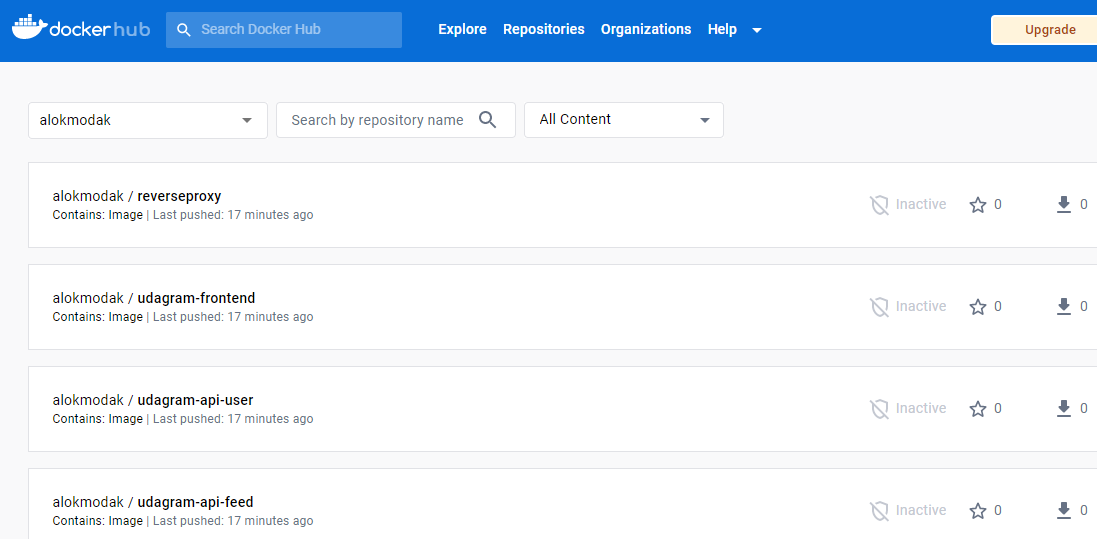 docker hub Search Docker Hub Explore Repositories Organizations Help Upgrade
alokmodak Search by repository name All Content
alokmodak / reverseproxy
Contains: Image | Last pushed: 17 minutes ago
Inactive 0 0
alokmodak / udagram-frontend
Contains: Image | Last pushed: 17 minutes ago
Inactive 0 0
alokmodak / udagram-api-user
Contains: Image | Last pushed: 17 minutes ago
Inactive 0 0
alokmodak / udagram-api-feed
Contains: Image | Last pushed: 17 minutes ago
Inactive 0 0